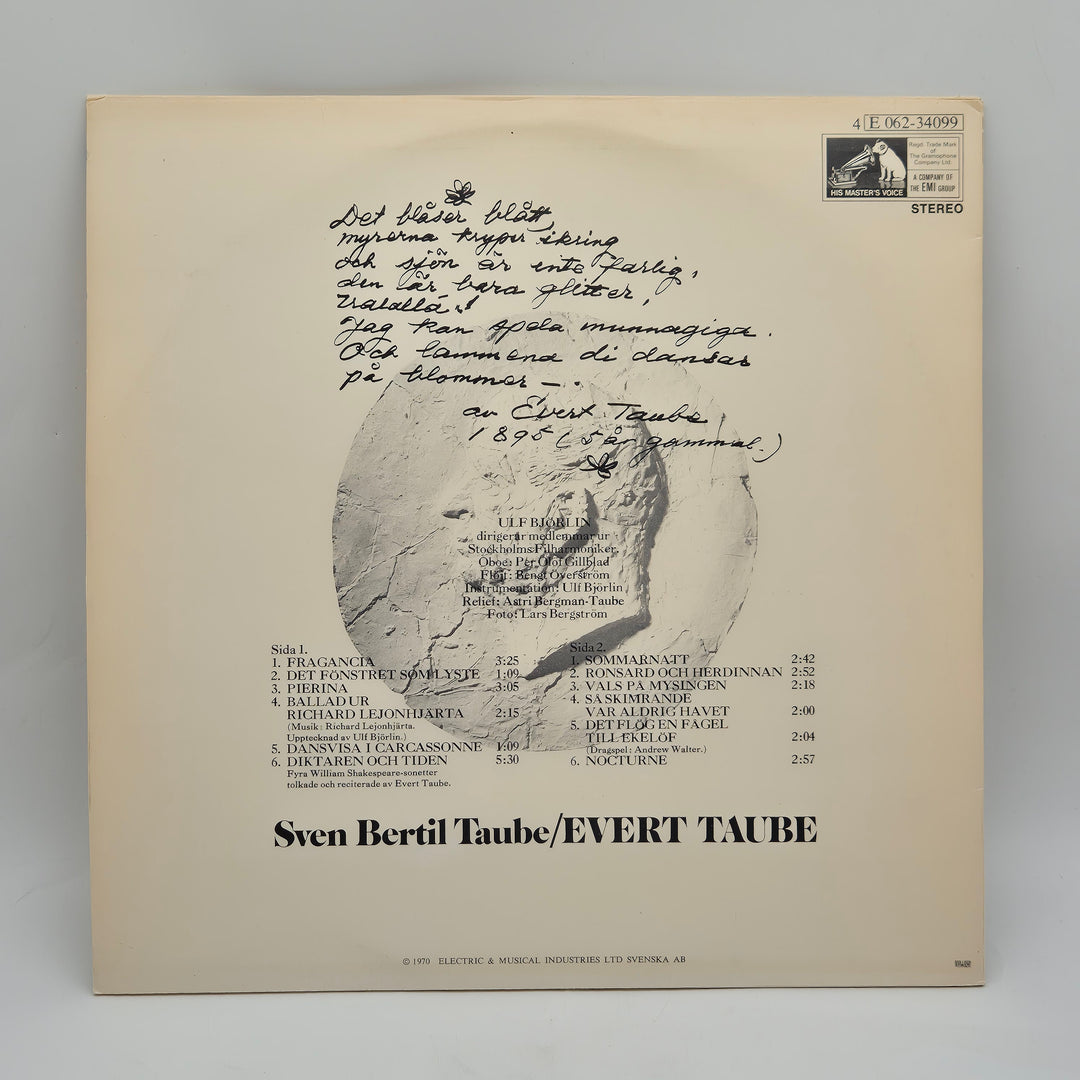 4 E 062-34099
Regd. Trade Mark
of
The Gramophone
Company Ltd.
HIS MASTER'S VOICE
A COMPANY OF
THE EMI GROUP
STEREO
Det blåser blått,
myrerna kryper ikring
och sjön är inte farlig,
den är bara glitter,
Jag kan spela munnagiga.
Och lammena di dansar
på blommer —.
av Evert Taube
1895 (5 år gammal.)
ULF BJÖRLIN
dirigerar medlemmar ur
Stockholms Filharmoniker.
Oboe: Per Olof Gillblad
Flöjt: Bengt Överström
Instrumentation: Ulf Björlin
Relief: Astri Bergman-Taube
Foto: Lars Bergström
Sida 1.
1. FRAGANCIA 3:25
2. DET FÖNSTRET SOM LYSTE 1:09
3. PIERINA 3:05
4. BALLAD UR
RICHARD LEJONHJÄRTA 2:15
(Musik: Richard Lejonhjärta.
Upptecknad av Ulf Björlin.)
5. DANSVISA I CARCASSONNE 1:09
6. DIKTAREN OCH TIDEN 5:30
Fyra William Shakespeare-sonetter
tolkade och reciterade av Evert Taube.
Sida 2.
1. SOMMARNATT 2:42
2. RONSARD OCH HERDINNAN 2:52
3. VALS PÅ MYSINGEN 2:18
4. SÅ SKIMRANDE
VAR ALDRIG HAVET 2:00
5. DET FLÖG EN FÅGEL
TILL EKELÖF 2:04
(Dragspel: Andrew Walter.)
6. NOCTURNE 2:57
Sven Bertil Taube/EVERT TAUBE
© 1970 ELECTRIC & MUSICAL INDUSTRIES LTD SVENSKA AB